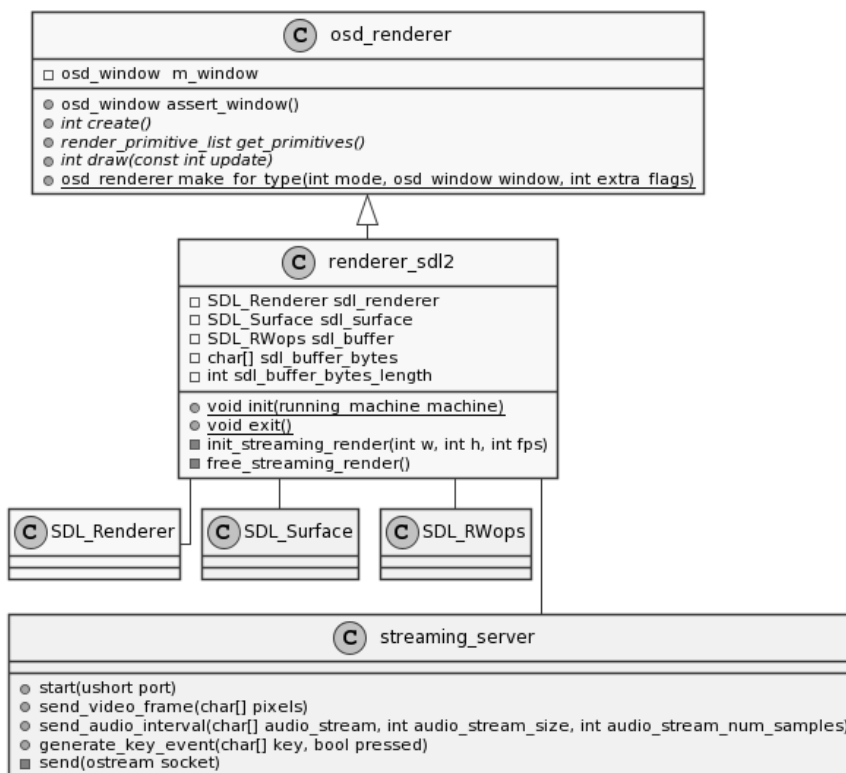 C osd_renderer
osd_window m_window
osd_window assert_window()
int create()
render_primitive_list get_primitives()
int draw(const int update)
osd_renderer make_for_type(int mode, osd_window window, int extra_flags)
C renderer_sdl2
SDL_Renderer sdl_renderer
SDL_Surface sdl_surface
SDL_RWops sdl_buffer
char[] sdl_buffer_bytes
int sdl_buffer_bytes_length
void init(running_machine machine)
void exit()
init_streaming_render(int w, int h, int fps)
free_streaming_render()
C SDL_Renderer
C SDL_Surface
C SDL_RWops
C streaming_server
start(ushort port)
send_video_frame(char[] pixels)
send_audio_interval(char[] audio_stream, int audio_stream_size, int audio_stream_num_samples)
generate_key_event(char[] key, bool pressed)
send(ostream socket)